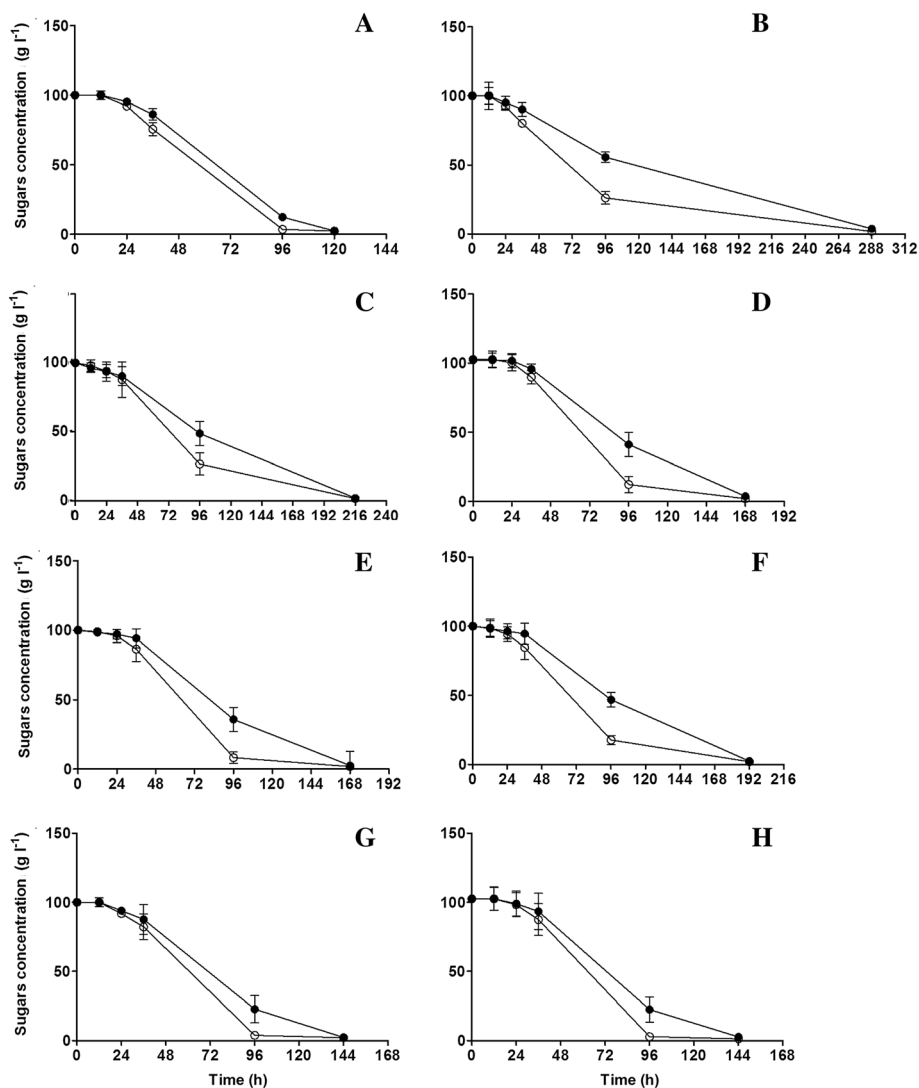 A
B
Sugars concentration (g l⁻¹)
150
100
50
0
0 24 48 72 96 120 144
150
100
50
0
0 24 48 72 96 120 144 168 192 216 240 264 288 312
C
D
Sugars concentration (g l⁻¹)
150
100
50
0
0 24 48 72 96 120 144 168 192 216 240
150
100
50
0
0 24 48 72 96 120 144 168 192
E
F
Sugars concentration (g l⁻¹)
150
100
50
0
0 24 48 72 96 120 144 168 192
150
100
50
0
0 24 48 72 96 120 144 168 192 216
G
H
Sugars concentration (g l⁻¹)
150
100
50
0
0 24 48 72 96 120 144 168
Time (h)
150
100
50
0
0 24 48 72 96 120 144 168
Time (h)